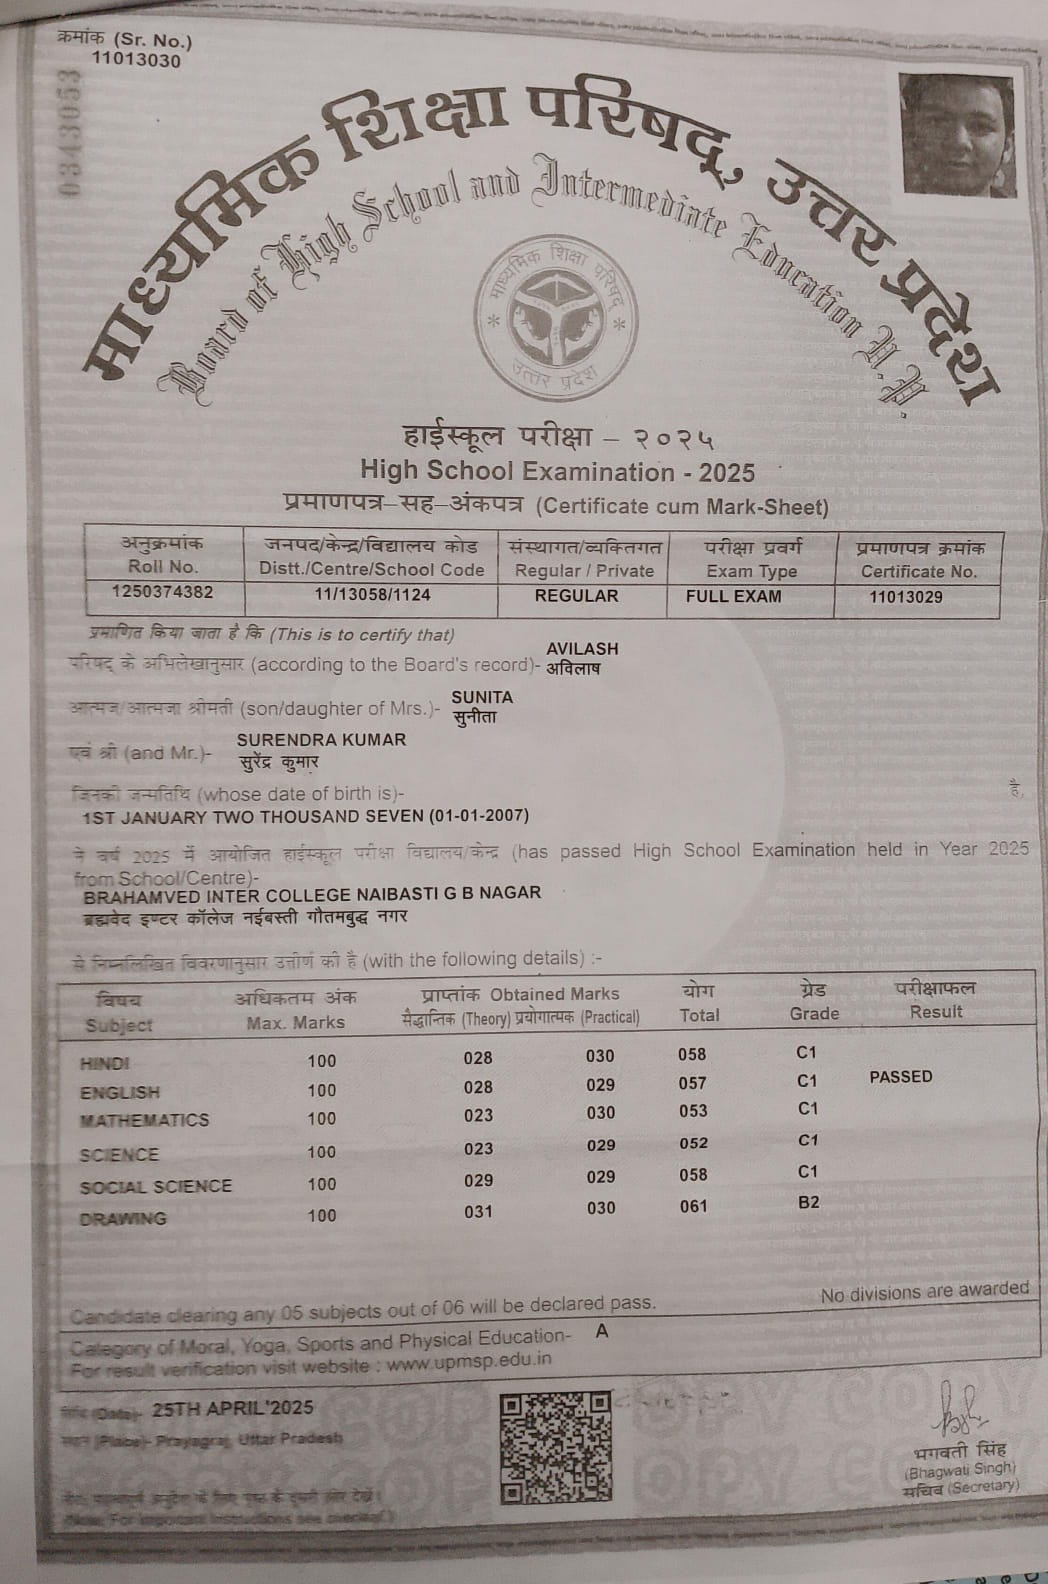 क्रमांक (Sr. No.)
11013030
0343053
माध्यमिक शिक्षा परिषद्, उत्तर प्रदेश
Board of High School and Intermediate Education U.P.
माध्यमिक शिक्षा परिषद्
उत्तर प्रदेश
हाईस्कूल परीक्षा – २०२५
High School Examination - 2025
प्रमाणपत्र–सह–अंकपत्र (Certificate cum Mark-Sheet)
अनुक्रमांक जनपद/केन्द्र/विद्यालय कोड संस्थागत/व्यक्तिगत परीक्षा प्रवर्ग प्रमाणपत्र क्रमांक
Roll No. Distt./Centre/School Code Regular / Private Exam Type Certificate No.
1250374382 11/13058/1124 REGULAR FULL EXAM 11013029
प्रमाणित किया जाता है कि (This is to certify that)
AVILASH
परिषद् के अभिलेखानुसार (according to the Board's record)- अविलाष
SUNITA
आत्मज/आत्मजा श्रीमती (son/daughter of Mrs.)- सुनीता
SURENDRA KUMAR
एवं श्री (and Mr.)- सुरेंद्र कुमार
जिनकी जन्मतिथि (whose date of birth is)- है,
1ST JANUARY TWO THOUSAND SEVEN (01-01-2007)
ने वर्ष 2025 में आयोजित हाईस्कूल परीक्षा विद्यालय/केन्द्र (has passed High School Examination held in Year 2025
from School/Centre)-
BRAHAMVED INTER COLLEGE NAIBASTI G B NAGAR
ब्रह्मवेद इण्टर कॉलेज नईबस्ती गौतमबुद्ध नगर
से निम्नलिखित विवरणानुसार उत्तीर्ण की है (with the following details) :-
विषय अधिकतम अंक प्राप्तांक Obtained Marks योग ग्रेड परीक्षाफल
Subject Max. Marks सैद्धान्तिक (Theory) प्रयोगात्मक (Practical) Total Grade Result
HINDI 100 028 030 058 C1
ENGLISH 100 028 029 057 C1 PASSED
MATHEMATICS 100 023 030 053 C1
SCIENCE 100 023 029 052 C1
SOCIAL SCIENCE 100 029 029 058 C1
DRAWING 100 031 030 061 B2
Candidate clearing any 05 subjects out of 06 will be declared pass. No divisions are awarded
Category of Moral, Yoga, Sports and Physical Education- A
For result verification visit website : www.upmsp.edu.in
(Date)- 25TH APRIL'2025
स्थान (Place)- Prayagraj, Uttar Pradesh
COPY COPY
भगवती सिंह
(Bhagwati Singh)
सचिव (Secretary)
(Note: For important instructions see overleaf.)